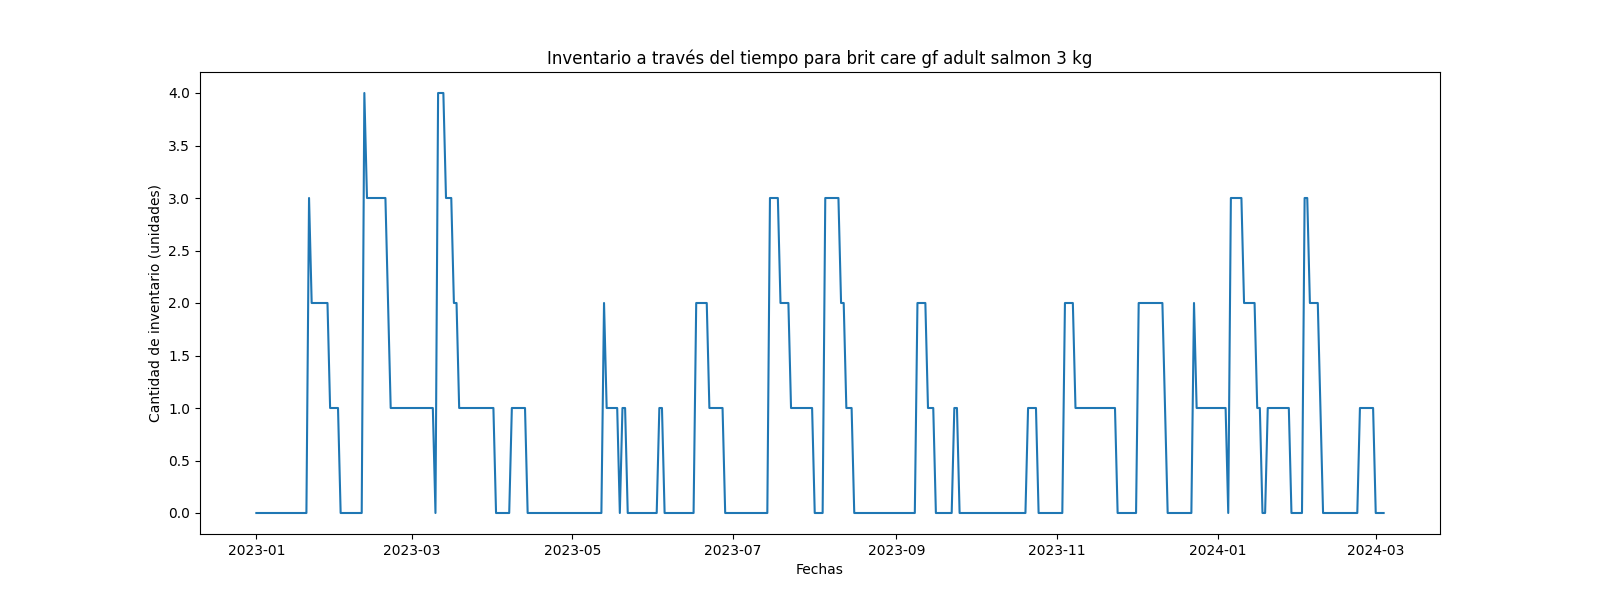 Inventario a través del tiempo para brit care gf adult salmon 3 kg
Cantidad de inventario (unidades)
4.0
3.5
3.0
2.5
2.0
1.5
1.0
0.5
0.0
2023-01 2023-03 2023-05 2023-07 2023-09 2023-11 2024-01 2024-03
Fechas